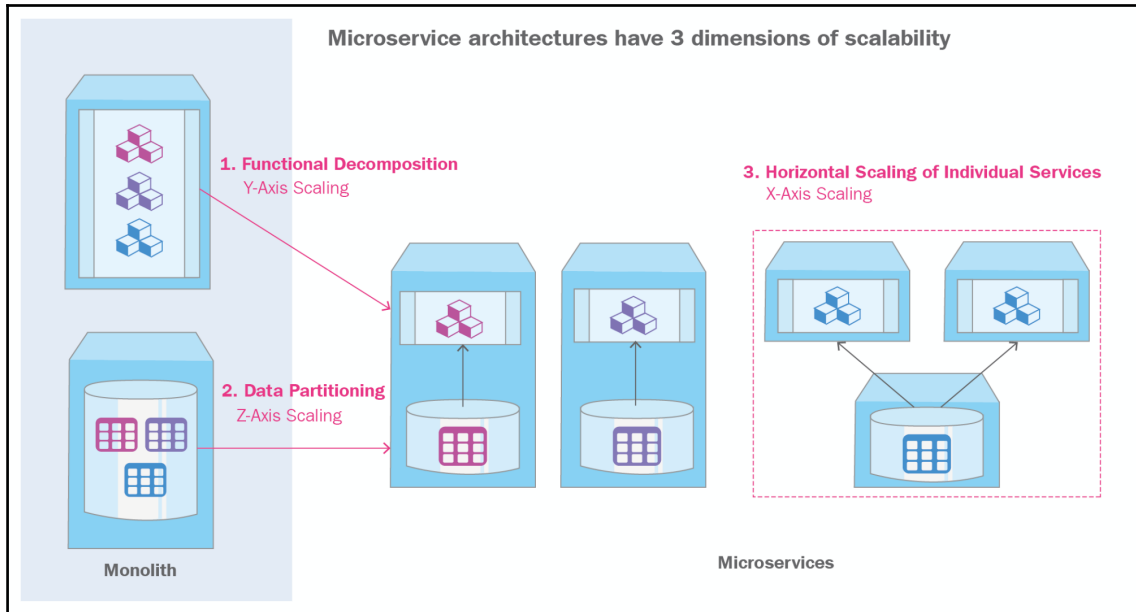 Microservice architectures have 3 dimensions of scalability
1. Functional Decomposition
Y-Axis Scaling
3. Horizontal Scaling of Individual Services
X-Axis Scaling
2. Data Partitioning
Z-Axis Scaling
Monolith
Microservices